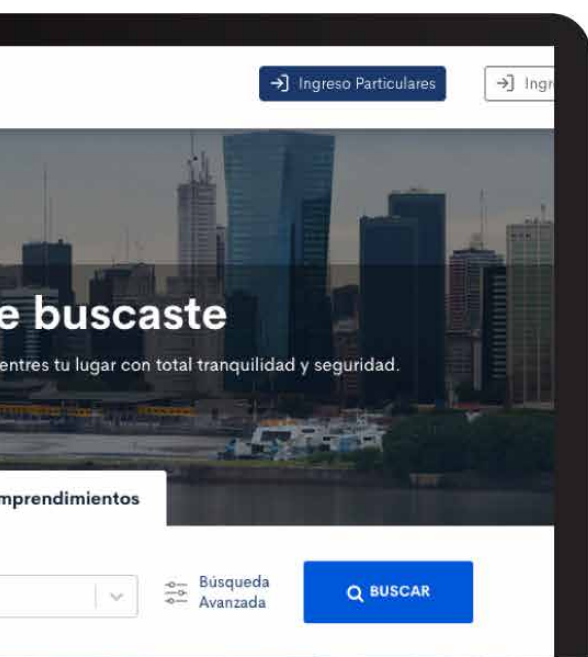 Ingreso Particulares
Ingr
e buscaste
entres tu lugar con total tranquilidad y seguridad.
mprendimientos
Búsqueda
Avanzada
BUSCAR